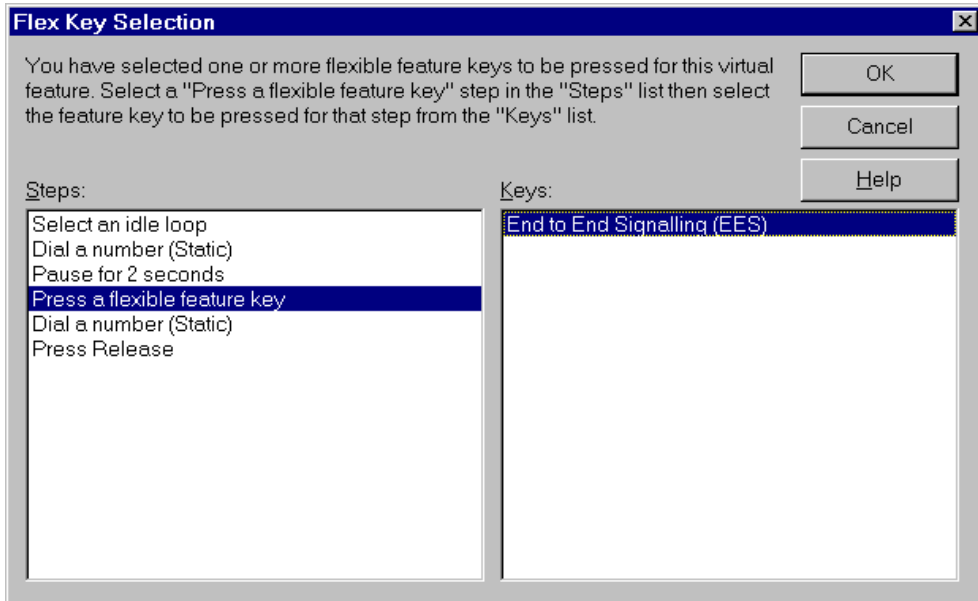 Flex Key Selection
You have selected one or more flexible feature keys to be pressed for this virtual
feature. Select a "Press a flexible feature key" step in the "Steps" list then select
the feature key to be pressed for that step from the "Keys" list.
OK
Cancel
Help
Steps:
Keys:
Select an idle loop
Dial a number (Static)
Pause for 2 seconds
Press a flexible feature key
Dial a number (Static)
Press Release
End to End Signalling (EES)